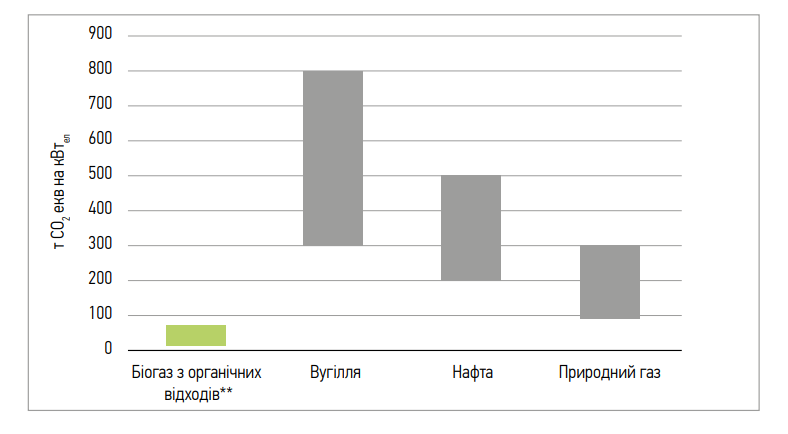 900
800
700
600
500
400
300
200
100
0
т CO₂ екв на кВтел
Біогаз з органічних
відходів**
Вугілля
Нафта
Природний газ